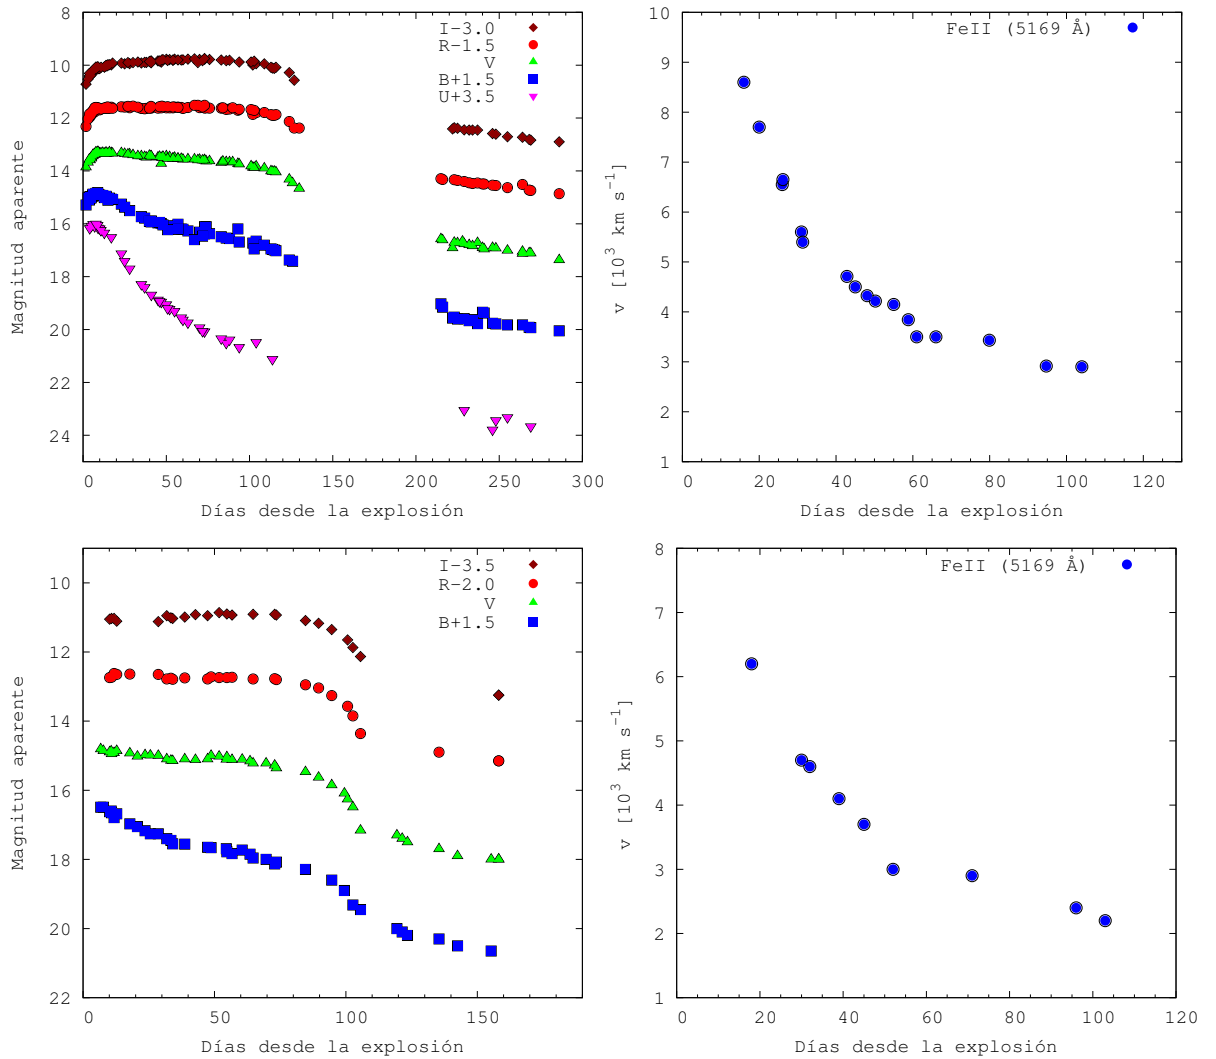 I-3.0
R-1.5
V
B+1.5
U+3.5
8
10
12
14
16
18
20
22
24
Magnitud aparente
0 50 100 150 200 250 300
Días desde la explosión
FeII (5169 Å)
10
9
8
7
6
5
4
3
2
1
v [10³ km s⁻¹]
0 20 40 60 80 100 120
Días desde la explosión
I-3.5
R-2.0
V
B+1.5
10
12
14
16
18
20
22
Magnitud aparente
0 50 100 150
Días desde la explosión
FeII (5169 Å)
8
7
6
5
4
3
2
1
v [10³ km s⁻¹]
0 20 40 60 80 100 120
Días desde la explosión